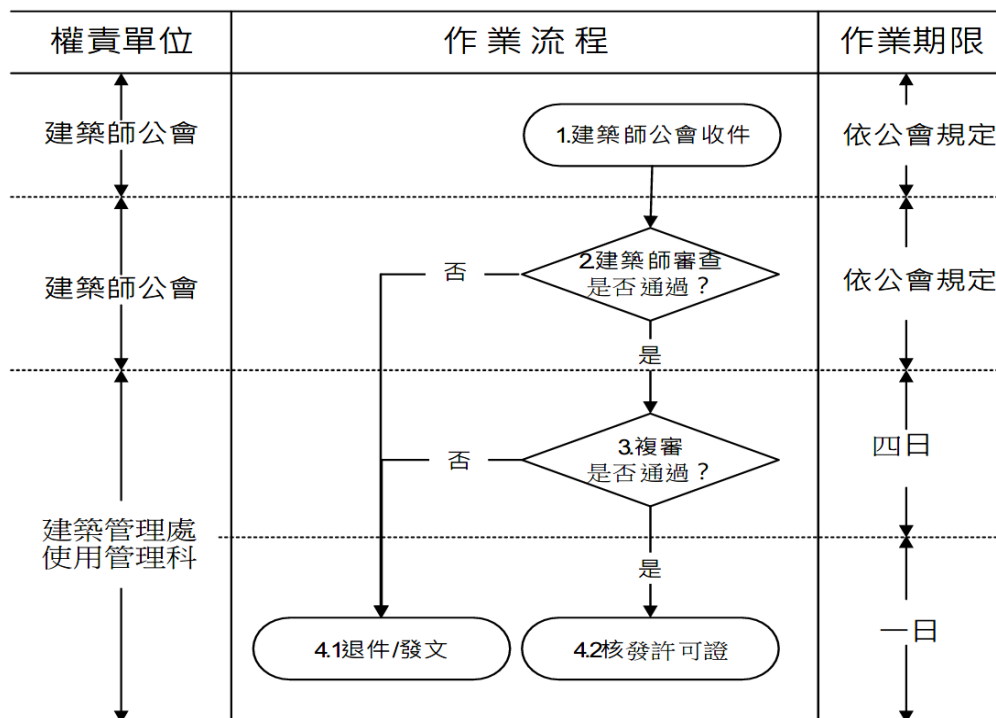 權責單位
作業流程
作業期限
建築師公會
1.建築師公會收件
依公會規定
建築師公會
否
2.建築師審查
是否通過？
依公會規定
是
建築管理處
使用管理科
否
3.複審
是否通過？
四日
是
4.1退件/發文
4.2核發許可證
一日